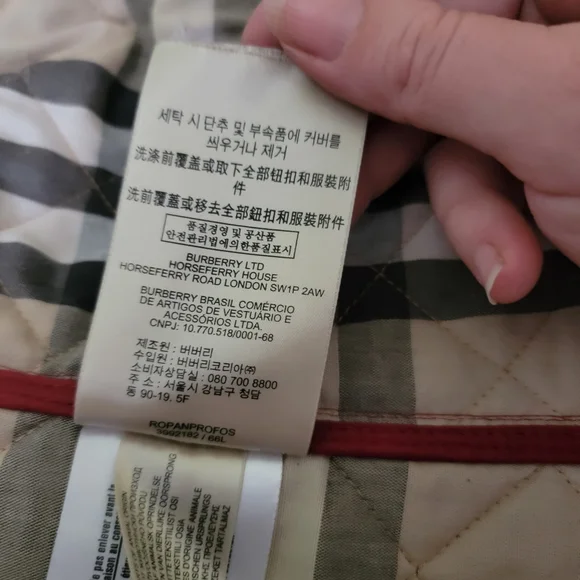 세탁 시 단추 및 부속품에 커버를
씌우거나 제거
洗涤前覆盖或取下全部鈕扣和服裝附
件
洗前覆蓋或移去全部鈕扣和服裝附件
품질경영 및 공산품
안전관리법에의한품질표시
BURBERRY LTD
HORSEFERRY HOUSE
HORSEFERRY ROAD LONDON SW1P 2AW
BURBERRY BRASIL COMÉRCIO
DE ARTIGOS DE VESTUÁRIO E
ACESSÓRIOS LTDA.
CNPJ: 10.770.518/0001-68
제조원 : 버버리
수입원 : 버버리코리아㈜
소비자상담실 : 080 700 8800
주 소 : 서울시 강남구 청담
동 90-19. 5F
ROPANPROFOS
3992182 / 66L
e pas enlever avant